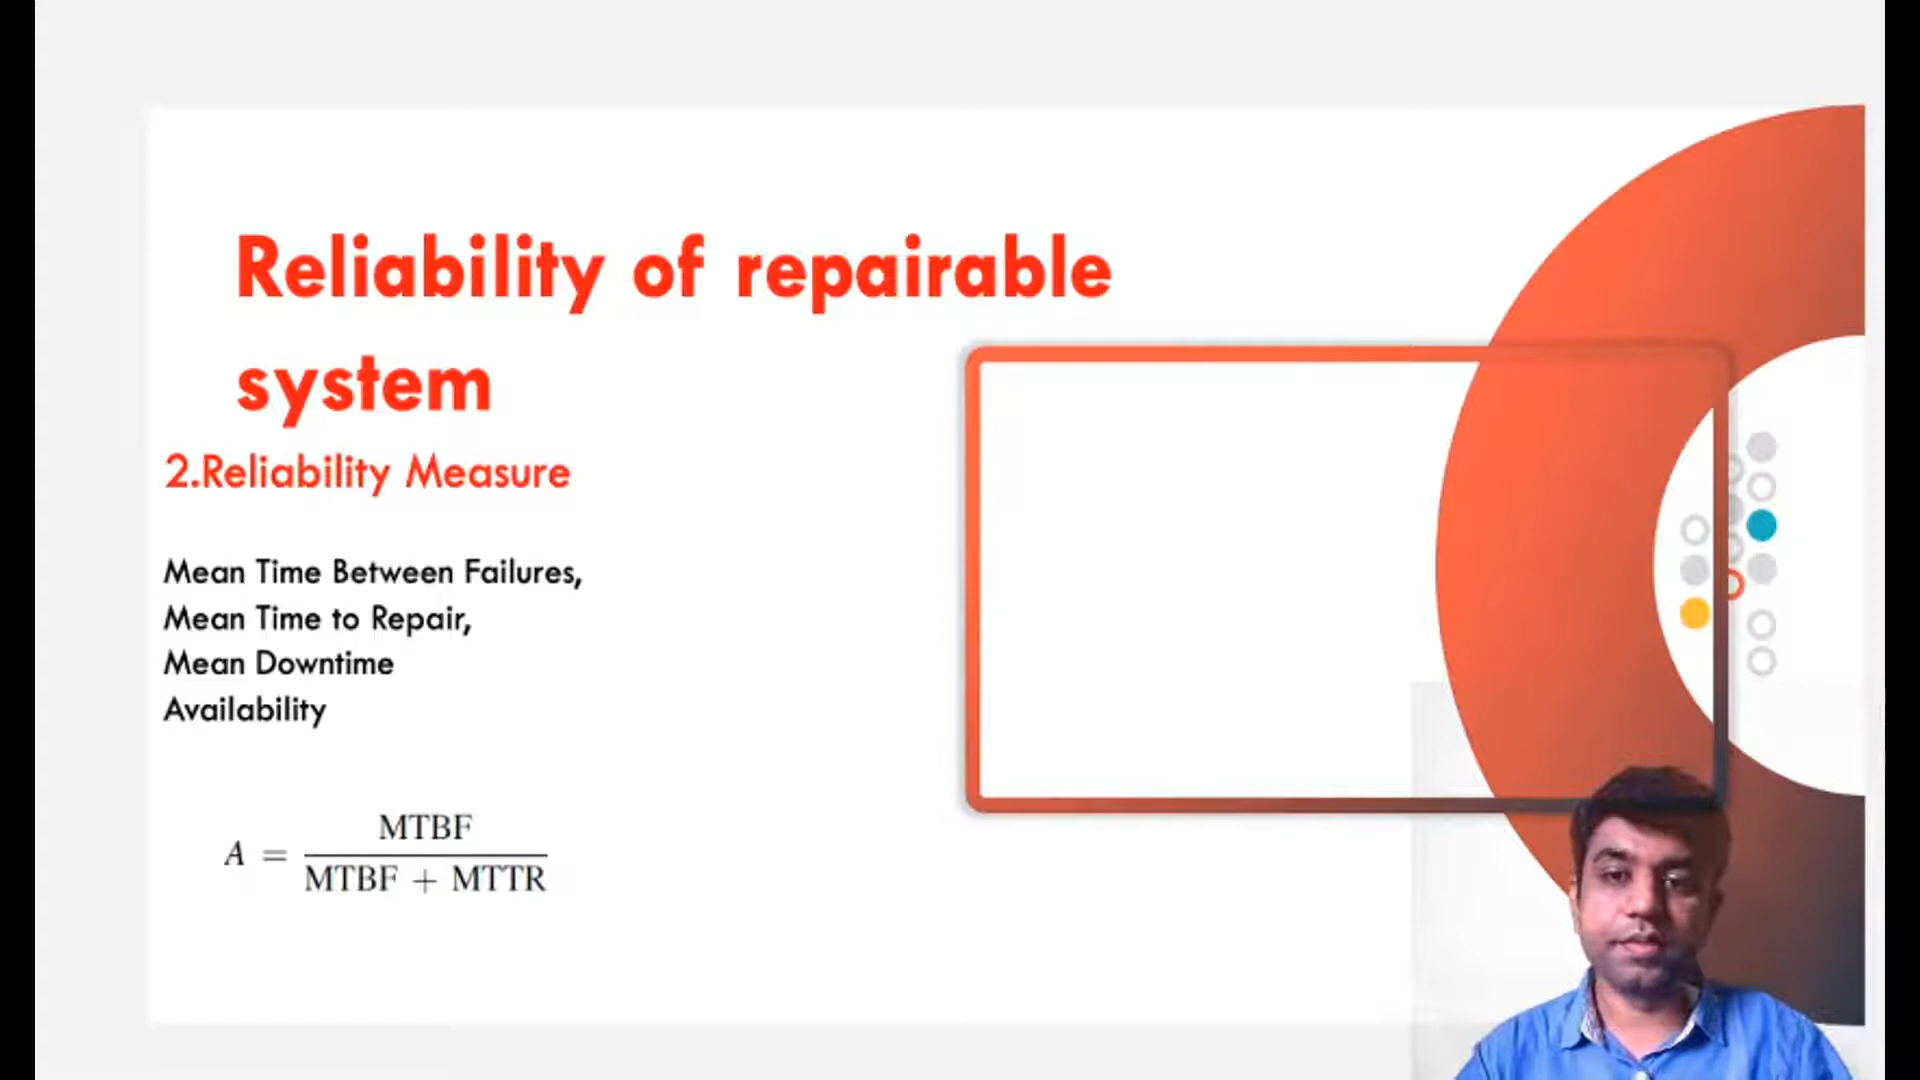 Reliability of repairable
system
2.Reliability Measure
Mean Time Between Failures,
Mean Time to Repair,
Mean Downtime
Availability
A = MTBF / MTBF + MTTR